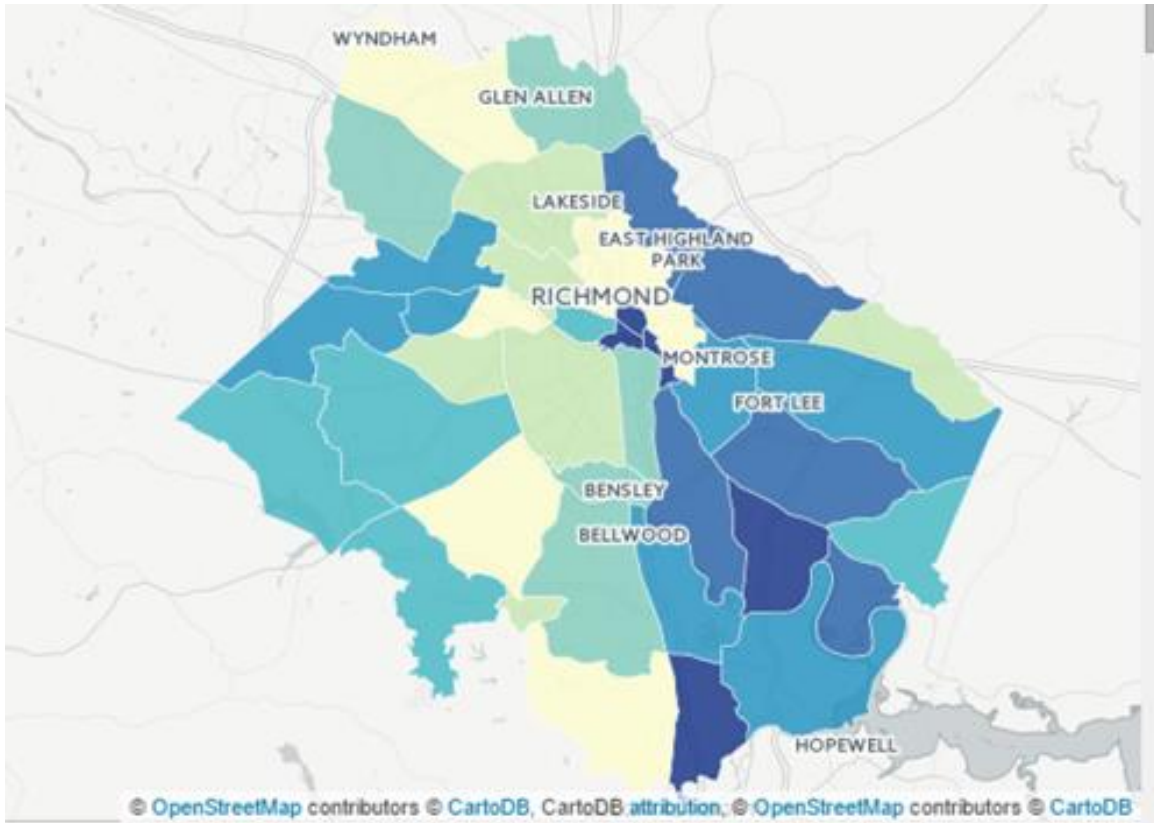 WYNDHAM
GLEN ALLEN
LAKESIDE
EAST HIGHLAND
PARK
RICHMOND
MONTROSE
FORT LEE
BENSLEY
BELLWOOD
HOPEWELL
© OpenStreetMap contributors © CartoDB, CartoDB attribution, © OpenStreetMap contributors © CartoDB